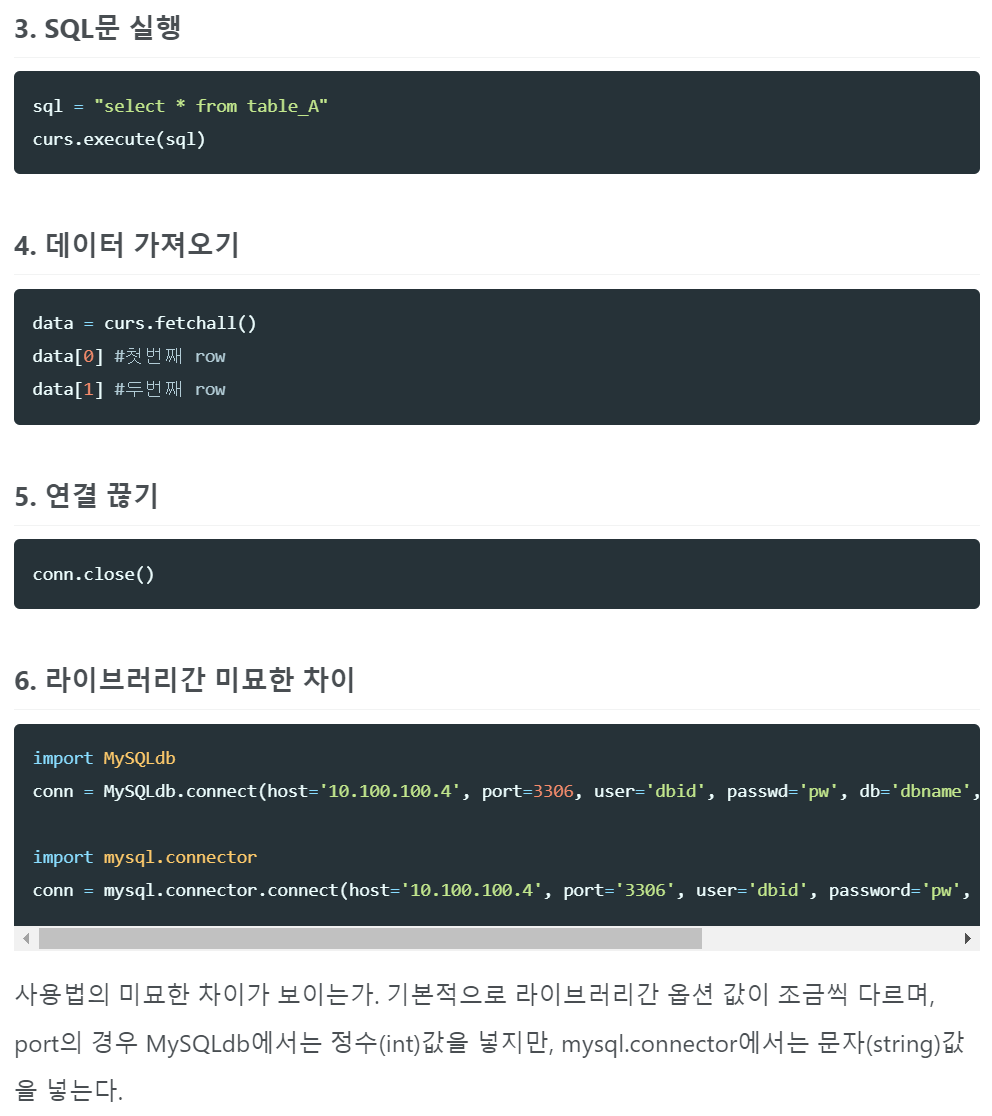 3. SQL문 실행
sql = "select * from table_A"
curs.execute(sql)
4. 데이터 가져오기
data = curs.fetchall()
data[0] #첫번째 row
data[1] #두번째 row
5. 연결 끊기
conn.close()
6. 라이브러리간 미묘한 차이
import MySQLdb
conn = MySQLdb.connect(host='10.100.100.4', port=3306, user='dbid', passwd='pw', db='dbname',
import mysql.connector
conn = mysql.connector.connect(host='10.100.100.4', port='3306', user='dbid', password='pw',
사용법의 미묘한 차이가 보이는가. 기본적으로 라이브러리간 옵션 값이 조금씩 다르며,
port의 경우 MySQLdb에서는 정수(int)값을 넣지만, mysql.connector에서는 문자(string)값
을 넣는다.